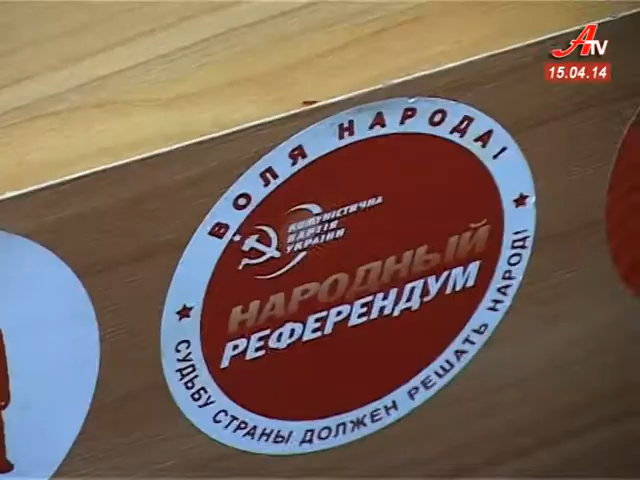 ATV
15.04.14
ВОЛЯ НАРОДА!
КОМУНІСТИЧНА
ПАРТІЯ
УКРАЇНИ
НАРОДНЫЙ
РЕФЕРЕНДУМ
СУДЬБУ СТРАНЫ ДОЛЖЕН РЕШАТЬ НАРОД!